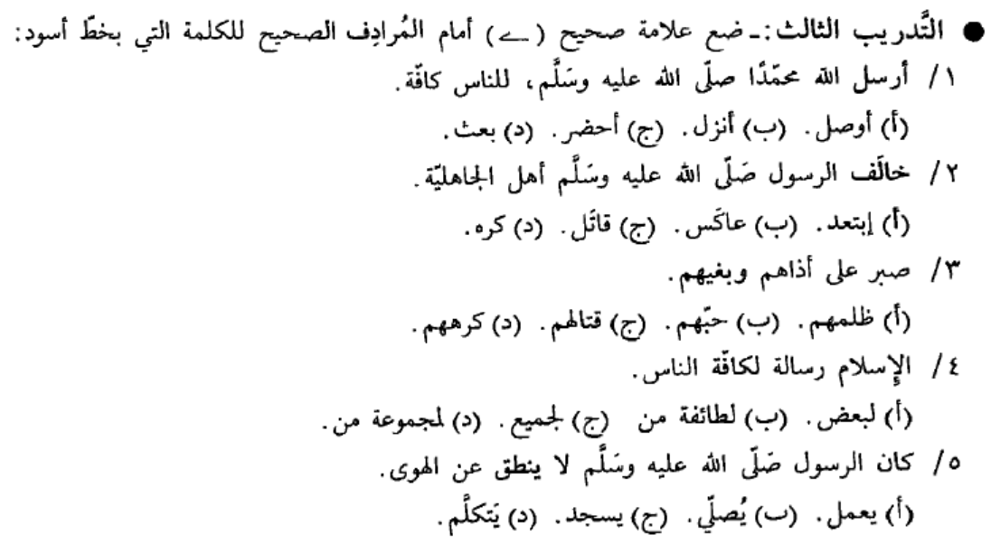 ● التَّدريب الثالث: ـ ضع علامة صحيح (ے) أمام المُرادِف الصحيح للكلمة التي بخطّ أسود:
١/ أرسل الله محمّدًا صلّى الله عليه وسَلَّم، للناس كافّة.
(أ) أوصل. (ب) أنزل. (ج) أحضر. (د) بعث.
٢/ خالَف الرسول صَلّى الله عليه وسَلَّم أهل الجاهليّة.
(أ) إبتعد. (ب) عاكَس. (ج) قاتَل. (د) كره.
٣/ صبر على أذاهم وبغيهم.
(أ) ظلمهم. (ب) حبّهم. (ج) قتالهم. (د) كرههم.
٤/ الإِسلام رسالة لكافّة الناس.
(أ) لبعض. (ب) لطائفة من (ج) لجميع. (د) لمجموعة من.
٥/ كان الرسول صَلّى الله عليه وسَلَّم لا ينطق عن الهوى.
(أ) يعمل. (ب) يُصلّي. (ج) يسجد. (د) يَتكلَّم.